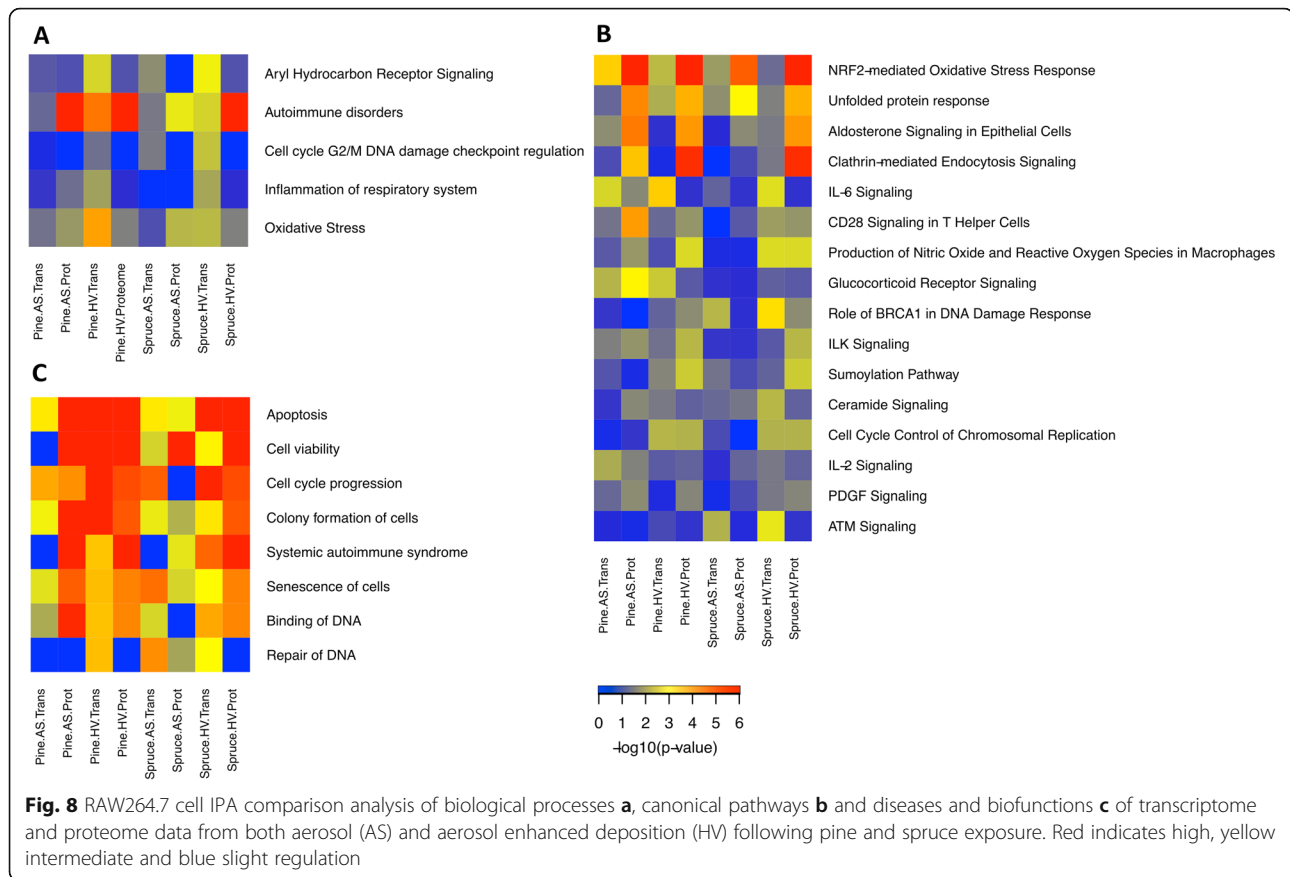 A
Aryl Hydrocarbon Receptor Signaling
Autoimmune disorders
Cell cycle G2/M DNA damage checkpoint regulation
Inflammation of respiratory system
Oxidative Stress
Pine.AS.Trans
Pine.AS.Prot
Pine.HV.Trans
Pine.HV.Proteome
Spruce.AS.Trans
Spruce.AS.Prot
Spruce.HV.Trans
Spruce.HV.Prot
B
NRF2-mediated Oxidative Stress Response
Unfolded protein response
Aldosterone Signaling in Epithelial Cells
Clathrin-mediated Endocytosis Signaling
IL-6 Signaling
CD28 Signaling in T Helper Cells
Production of Nitric Oxide and Reactive Oxygen Species in Macrophages
Glucocorticoid Receptor Signaling
Role of BRCA1 in DNA Damage Response
ILK Signaling
Sumoylation Pathway
Ceramide Signaling
Cell Cycle Control of Chromosomal Replication
IL-2 Signaling
PDGF Signaling
ATM Signaling
Pine.AS.Trans
Pine.AS.Prot
Pine.HV.Trans
Pine.HV.Prot
Spruce.AS.Trans
Spruce.AS.Prot
Spruce.HV.Trans
Spruce.HV.Prot
0 1 2 3 4 5 6
-log10(p-value)
C
Apoptosis
Cell viability
Cell cycle progression
Colony formation of cells
Systemic autoimmune syndrome
Senescence of cells
Binding of DNA
Repair of DNA
Pine.AS.Trans
Pine.AS.Prot
Pine.HV.Trans
Pine.HV.Prot
Spruce.AS.Trans
Spruce.AS.Prot
Spruce.HV.Trans
Spruce.HV.Prot
Fig. 8 RAW264.7 cell IPA comparison analysis of biological processes a, canonical pathways b and diseases and biofunctions c of transcriptome
and proteome data from both aerosol (AS) and aerosol enhanced deposition (HV) following pine and spruce exposure. Red indicates high, yellow
intermediate and blue slight regulation